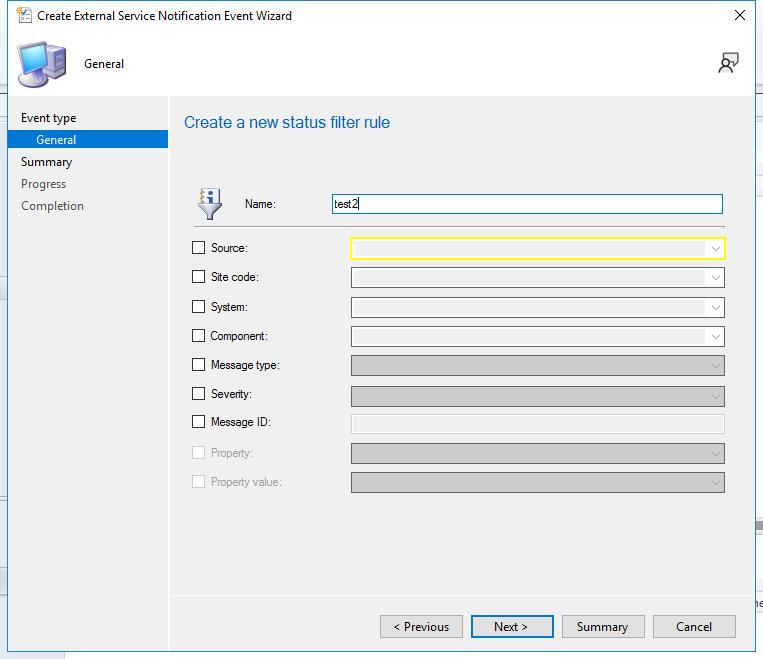 Create External Service Notification Event Wizard
General
Event type
General
Summary
Progress
Completion
Create a new status filter rule
Name: test2
Source:
Site code:
System:
Component:
Message type:
Severity:
Message ID:
Property:
Property value:
< Previous Next > Summary Cancel